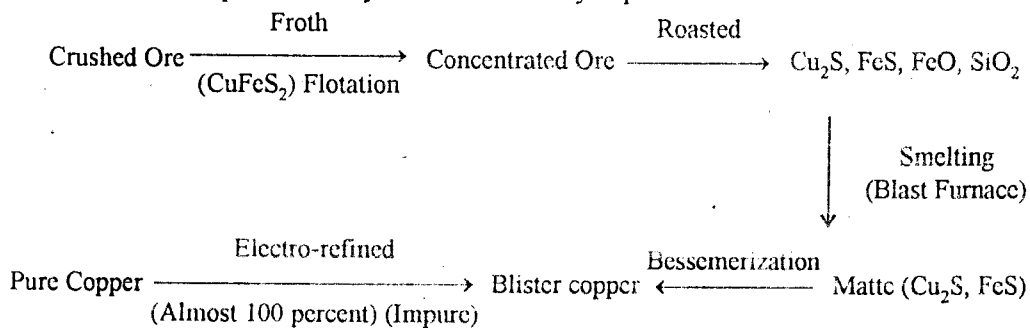 Froth
Roasted
Crushed Ore
Concentrated Ore
Cu₂S, FeS, FeO, SiO₂
(CuFeS₂) Flotation
Smelting
(Blast Furnace)
Electro-refined
Bessemerization
Pure Copper
Blister copper
Matte (Cu₂S, FeS)
(Almost 100 percent) (Impure)